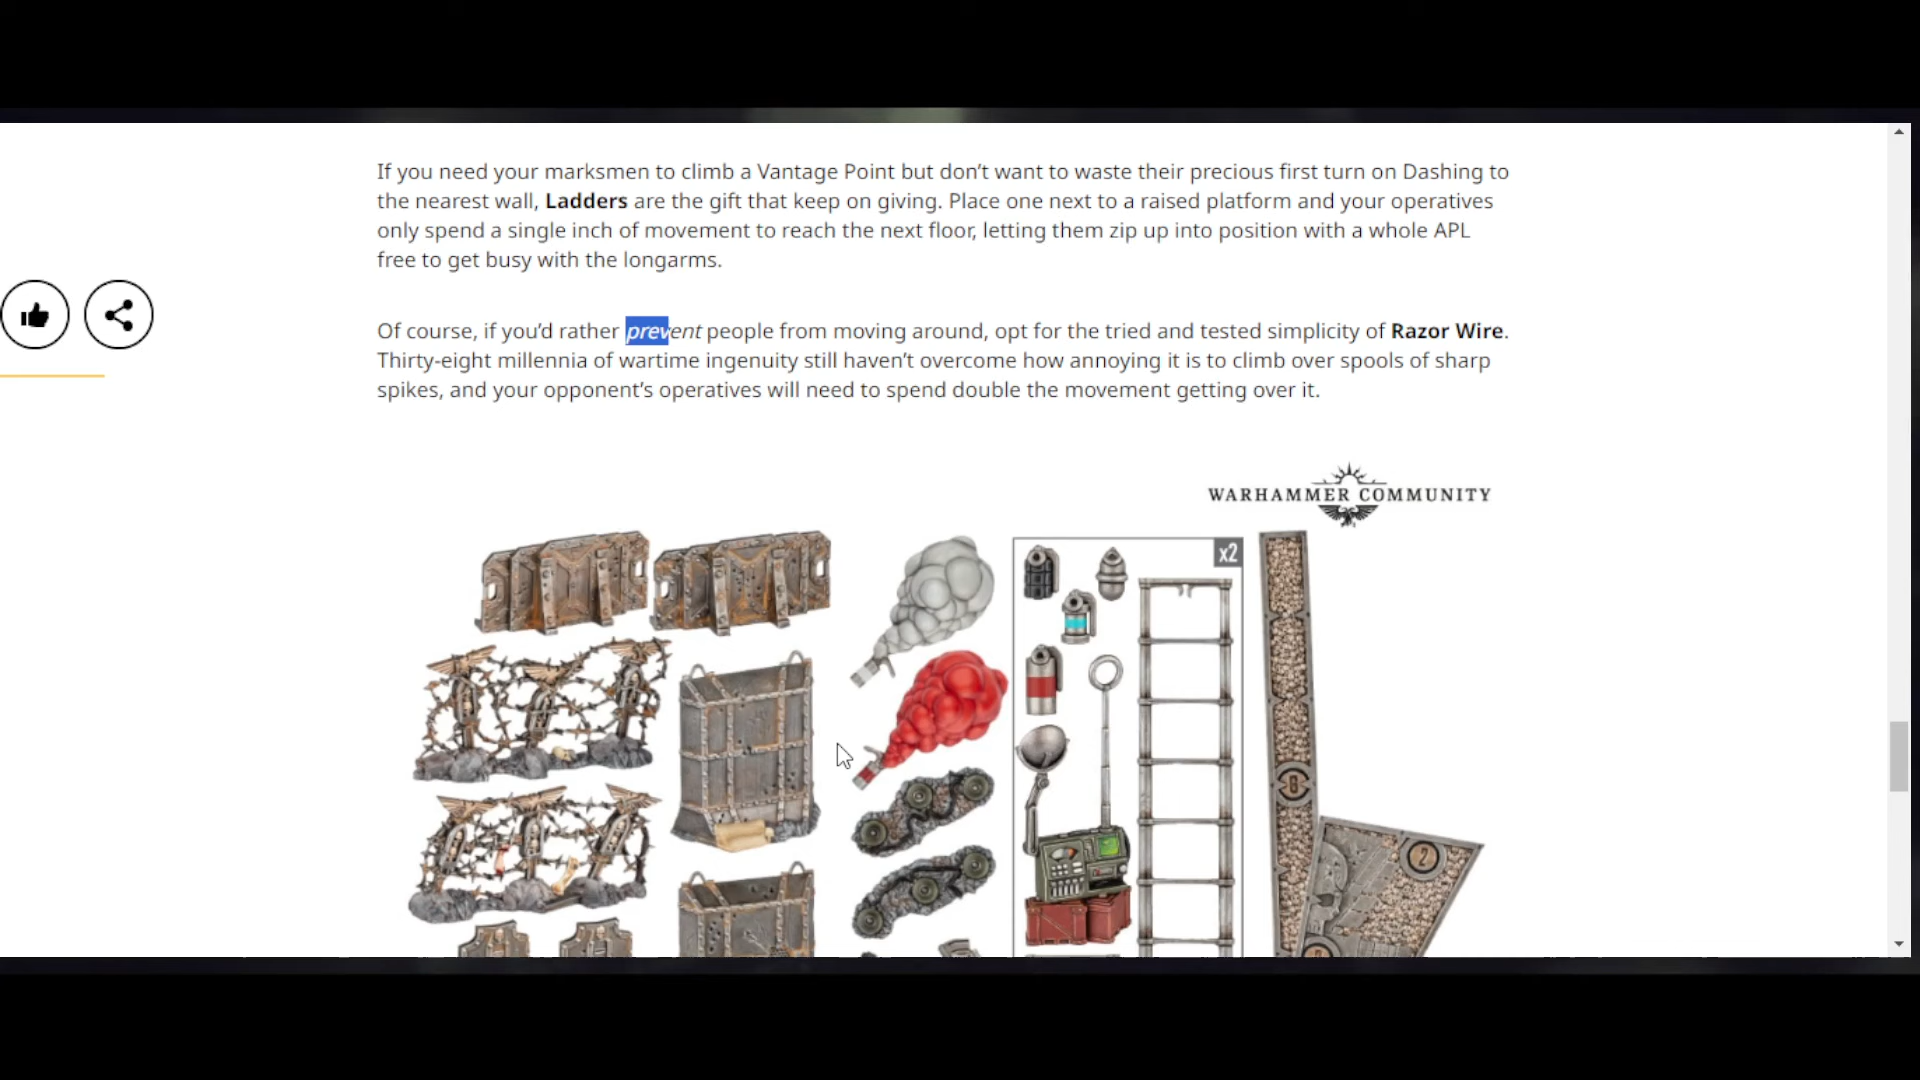 If you need your marksmen to climb a Vantage Point but don’t want to waste their precious first turn on Dashing to
the nearest wall, Ladders are the gift that keep on giving. Place one next to a raised platform and your operatives
only spend a single inch of movement to reach the next floor, letting them zip up into position with a whole APL
free to get busy with the longarms.
Of course, if you’d rather prevent people from moving around, opt for the tried and tested simplicity of Razor Wire.
Thirty-eight millennia of wartime ingenuity still haven’t overcome how annoying it is to climb over spools of sharp
spikes, and your opponent’s operatives will need to spend double the movement getting over it.
WARHAMMER COMMUNITY
x2
6
2